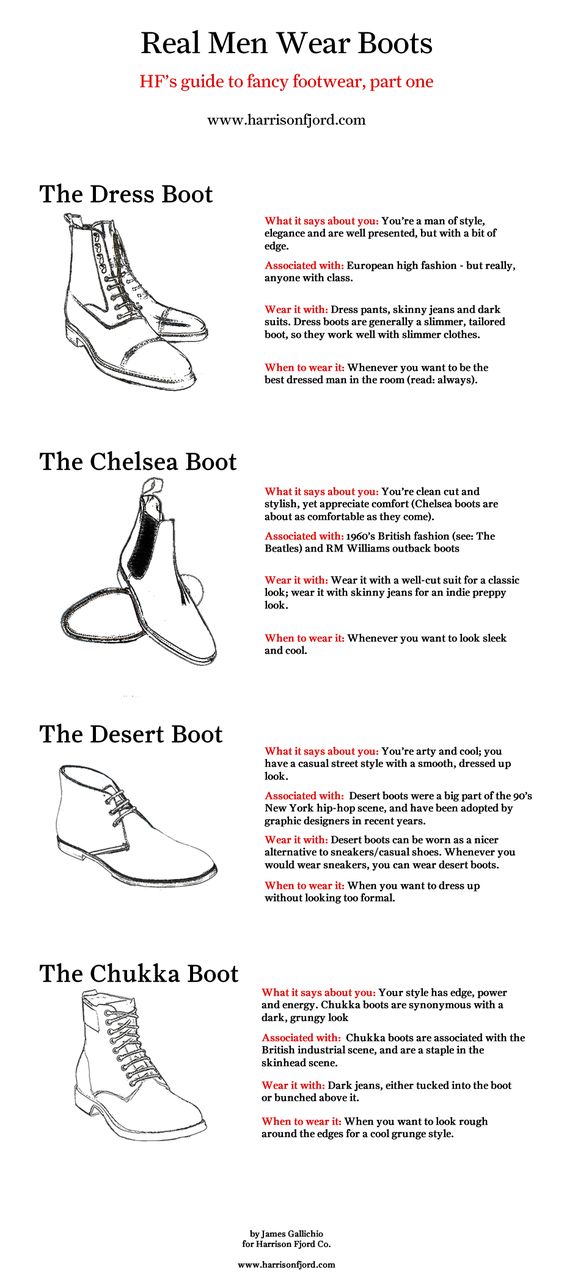 Real Men Wear Boots
HF's guide to fancy footwear, part one
www.harrisonfjord.com
The Dress Boot
What it says about you: You're a man of style,
elegance and are well presented, but with a bit of
edge.
Associated with: European high fashion - but really,
anyone with class.
Wear it with: Dress pants, skinny jeans and dark
suits. Dress boots are generally a slimmer, tailored
boot, so they work well with slimmer clothes.
When to wear it: Whenever you want to be the
best dressed man in the room (read: always).
The Chelsea Boot
What it says about you: You're clean cut and
stylish, yet appreciate comfort (Chelsea boots are
about as comfortable as they come).
Associated with: 1960's British fashion (see: The
Beatles) and RM Williams outback boots
Wear it with: Wear it with a well-cut suit for a classic
look; wear it with skinny jeans for an indie preppy
look.
When to wear it: Whenever you want to look sleek
and cool.
The Desert Boot
What it says about you: You're arty and cool; you
have a casual street style with a smooth, dressed up
look.
Associated with: Desert boots were a big part of the 90's
New York hip-hop scene, and have been adopted by
graphic designers in recent years.
Wear it with: Desert boots can be worn as a nicer
alternative to sneakers/casual shoes. Whenever you
would wear sneakers, you can wear desert boots.
When to wear it: When you want to dress up
without looking too formal.
The Chukka Boot
What it says about you: Your style has edge, power
and energy. Chukka boots are synonymous with a
dark, grungy look
Associated with: Chukka boots are associated with the
British industrial scene, and are a staple in the
skinhead scene.
Wear it with: Dark jeans, either tucked into the boot
or bunched above it.
When to wear it: When you want to look rough
around the edges for a cool grunge style.
by James Gallichio
for Harrison Fjord Co.
www.harrisonfjord.com